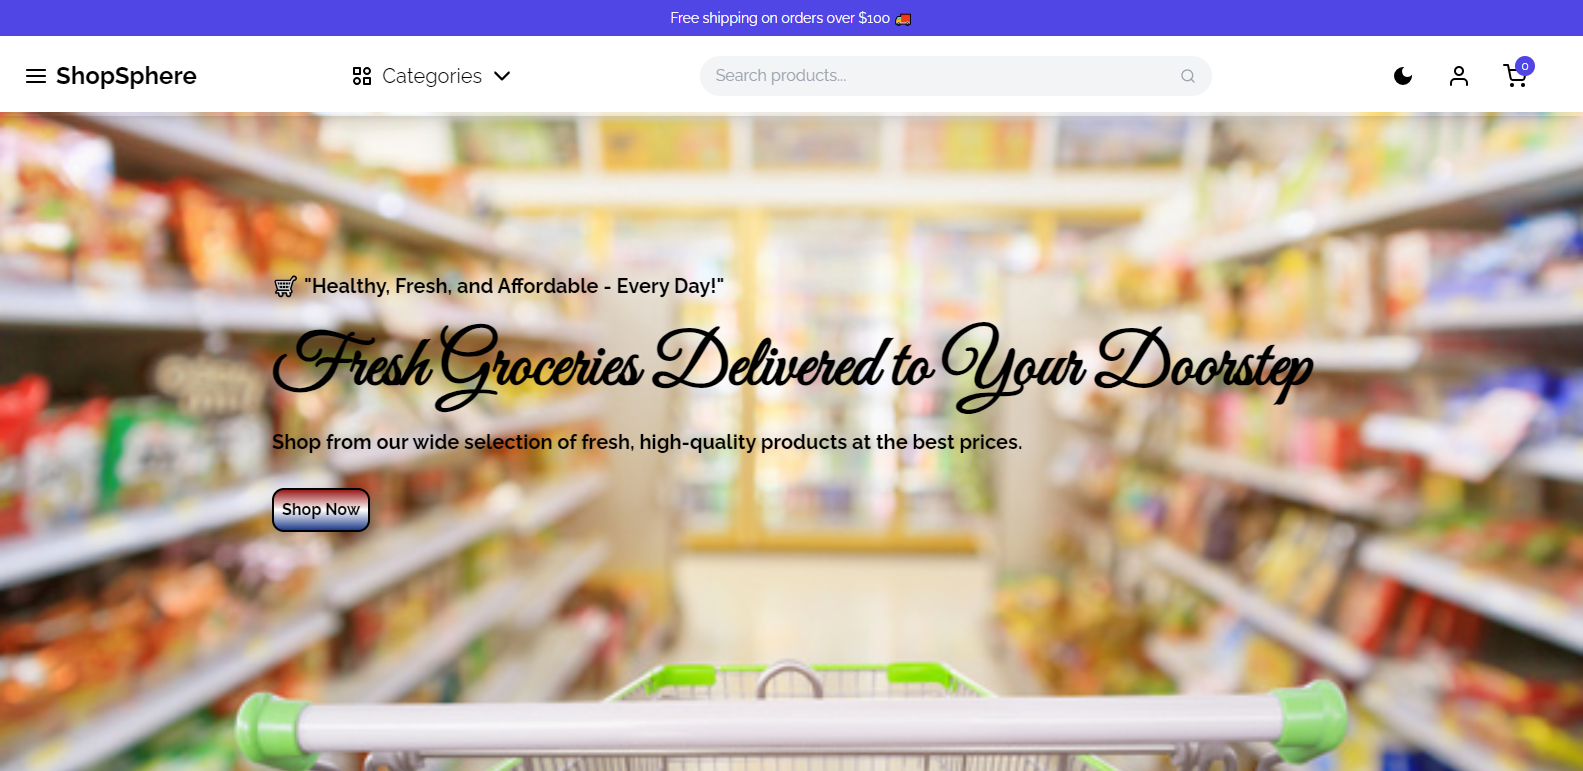 Free shipping on orders over $100 🚚
ShopSphere
Categories
Search products...
0
"Healthy, Fresh, and Affordable - Every Day!"
Fresh Groceries Delivered to Your Doorstep
Shop from our wide selection of fresh, high-quality products at the best prices.
Shop Now